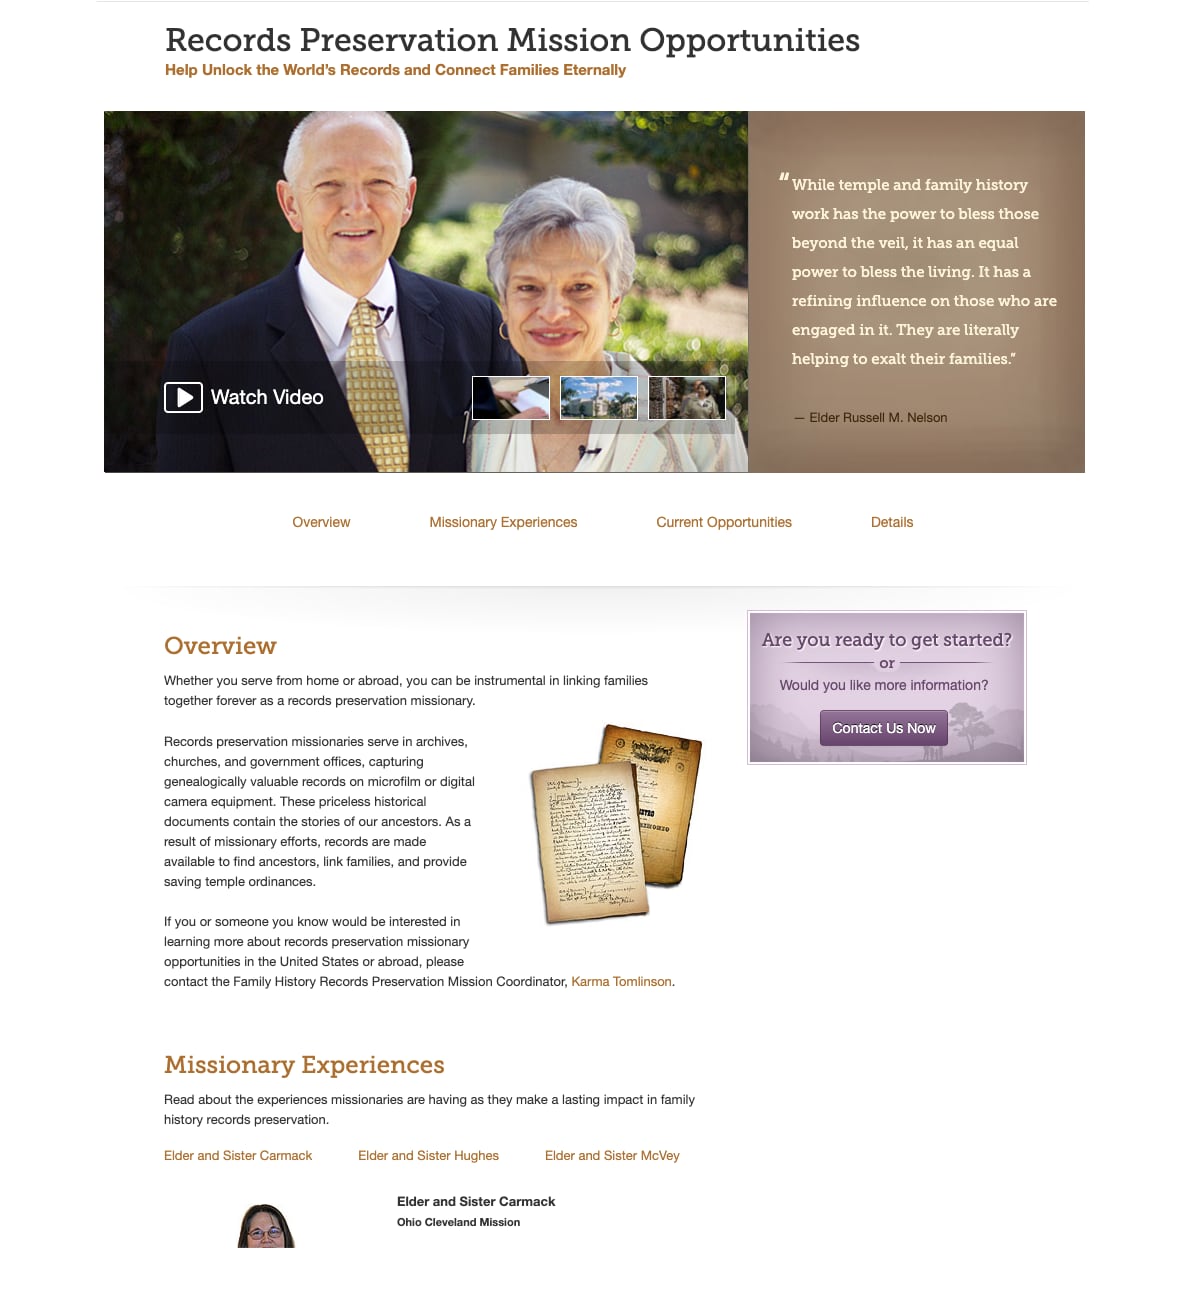 Records Preservation Mission Opportunities
Help Unlock the World's Records and Connect Families Eternally
Watch Video
“While temple and family history
work has the power to bless those
beyond the veil, it has an equal
power to bless the living. It has a
refining influence on those who are
engaged in it. They are literally
helping to exalt their families.”
— Elder Russell M. Nelson
Overview
Missionary Experiences
Current Opportunities
Details
Overview
Whether you serve from home or abroad, you can be instrumental in linking families
together forever as a records preservation missionary.
Records preservation missionaries serve in archives,
churches, and government offices, capturing
genealogically valuable records on microfilm or digital
camera equipment. These priceless historical
documents contain the stories of our ancestors. As a
result of missionary efforts, records are made
available to find ancestors, link families, and provide
saving temple ordinances.
If you or someone you know would be interested in
learning more about records preservation missionary
opportunities in the United States or abroad, please
contact the Family History Records Preservation Mission Coordinator, Karma Tomlinson.
Are you ready to get started?
or
Would you like more information?
Contact Us Now
Missionary Experiences
Read about the experiences missionaries are having as they make a lasting impact in family
history records preservation.
Elder and Sister Carmack
Elder and Sister Hughes
Elder and Sister McVey
Elder and Sister Carmack
Ohio Cleveland Mission